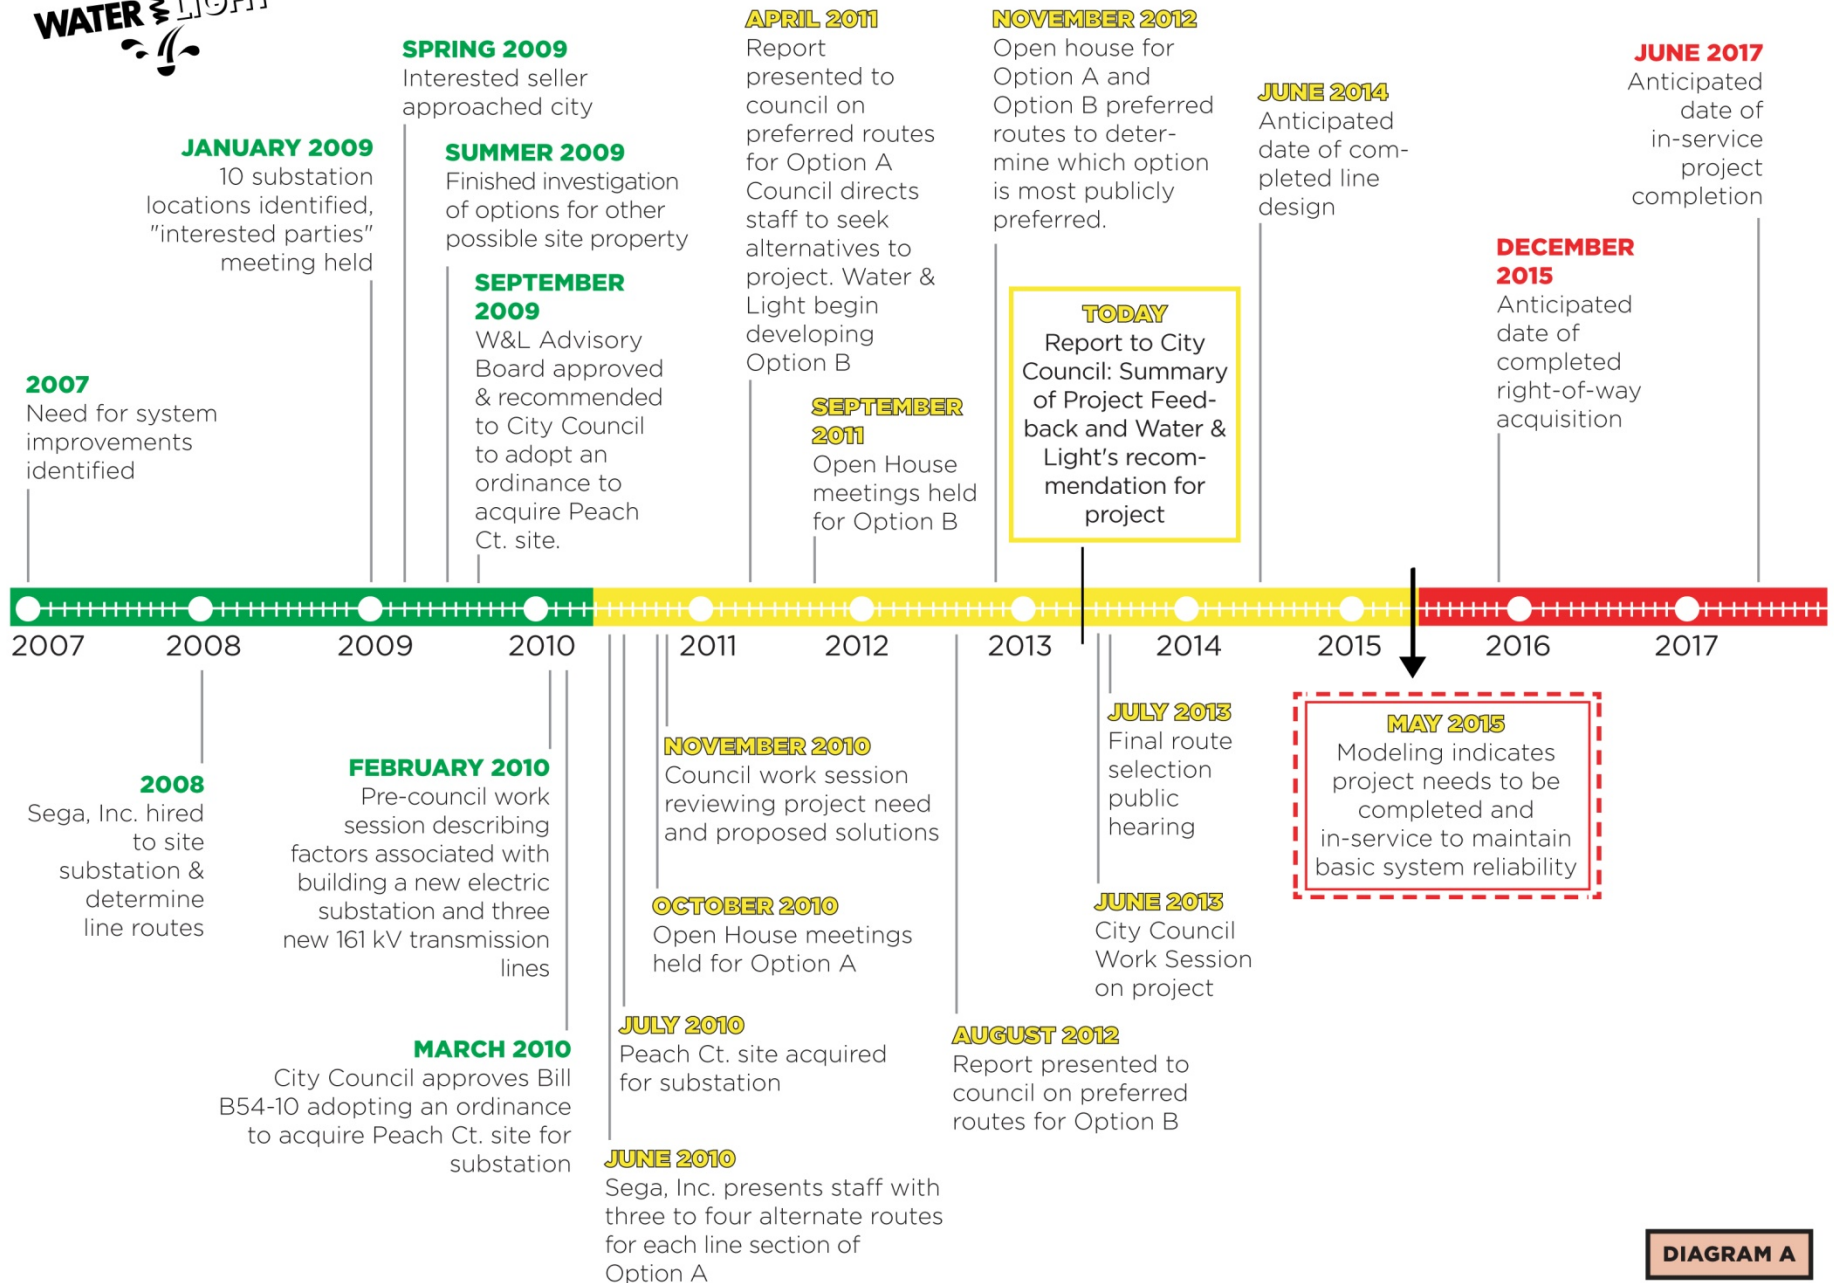 WATER & LIGHT
SPRING 2009
Interested seller
approached city
JANUARY 2009
10 substation
locations identified,
"interested parties"
meeting held
SUMMER 2009
Finished investigation
of options for other
possible site property
SEPTEMBER
2009
W&L Advisory
Board approved
& recommended
to City Council
to adopt an
ordinance to
acquire Peach
Ct. site.
2007
Need for system
improvements
identified
APRIL 2011
Report
presented to
council on
preferred routes
for Option A
Council directs
staff to seek
alternatives to
project. Water &
Light begin
developing
Option B
SEPTEMBER
2011
Open House
meetings held
for Option B
NOVEMBER 2012
Open house for
Option A and
Option B preferred
routes to deter-
mine which option
is most publicly
preferred.
TODAY
Report to City
Council: Summary
of Project Feed-
back and Water &
Light's recom-
mendation for
project
JUNE 2014
Anticipated
date of com-
pleted line
design
DECEMBER
2015
Anticipated
date of
completed
right-of-way
acquisition
JUNE 2017
Anticipated
date of
in-service
project
completion
2007 2008 2009 2010 2011 2012 2013 2014 2015 2016 2017
2008
Sega, Inc. hired
to site
substation &
determine
line routes
FEBRUARY 2010
Pre-council work
session describing
factors associated with
building a new electric
substation and three
new 161 kV transmission
lines
MARCH 2010
City Council approves Bill
B54-10 adopting an ordinance
to acquire Peach Ct. site for
substation
NOVEMBER 2010
Council work session
reviewing project need
and proposed solutions
OCTOBER 2010
Open House meetings
held for Option A
JULY 2010
Peach Ct. site acquired
for substation
JUNE 2010
Sega, Inc. presents staff with
three to four alternate routes
for each line section of
Option A
AUGUST 2012
Report presented to
council on preferred
routes for Option B
JULY 2013
Final route
selection
public
hearing
JUNE 2013
City Council
Work Session
on project
MAY 2015
Modeling indicates
project needs to be
completed and
in-service to maintain
basic system reliability
DIAGRAM A